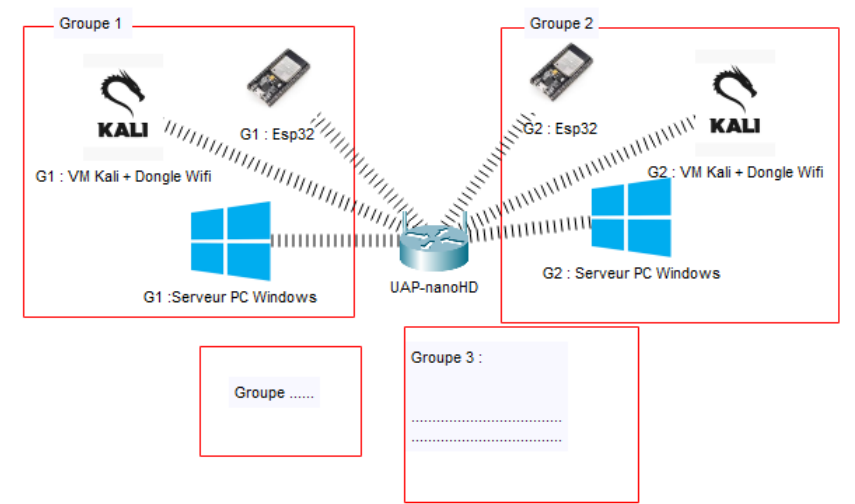 Groupe 1
Groupe 2
KALI
KALI
G1 : Esp32
G2 : Esp32
G1 : VM Kali + Dongle Wifi
G2 : VM Kali + Dongle Wifi
G1 :Serveur PC Windows
UAP-nanoHD
G2 : Serveur PC Windows
Groupe 3 :
Groupe ......
.....................................
.....................................